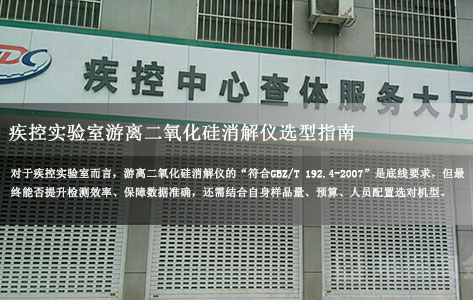 疾控中心查体服务大厅
疾控实验室游离二氧化硅消解仪选型指南
对于疾控实验室而言，游离二氧化硅消解仪的“符合GBZ/T 192.4-2007”是底线要求，但最
终能否提升检测效率、保障数据准确，还需结合自身样品量、预算、人员配置选对机型。